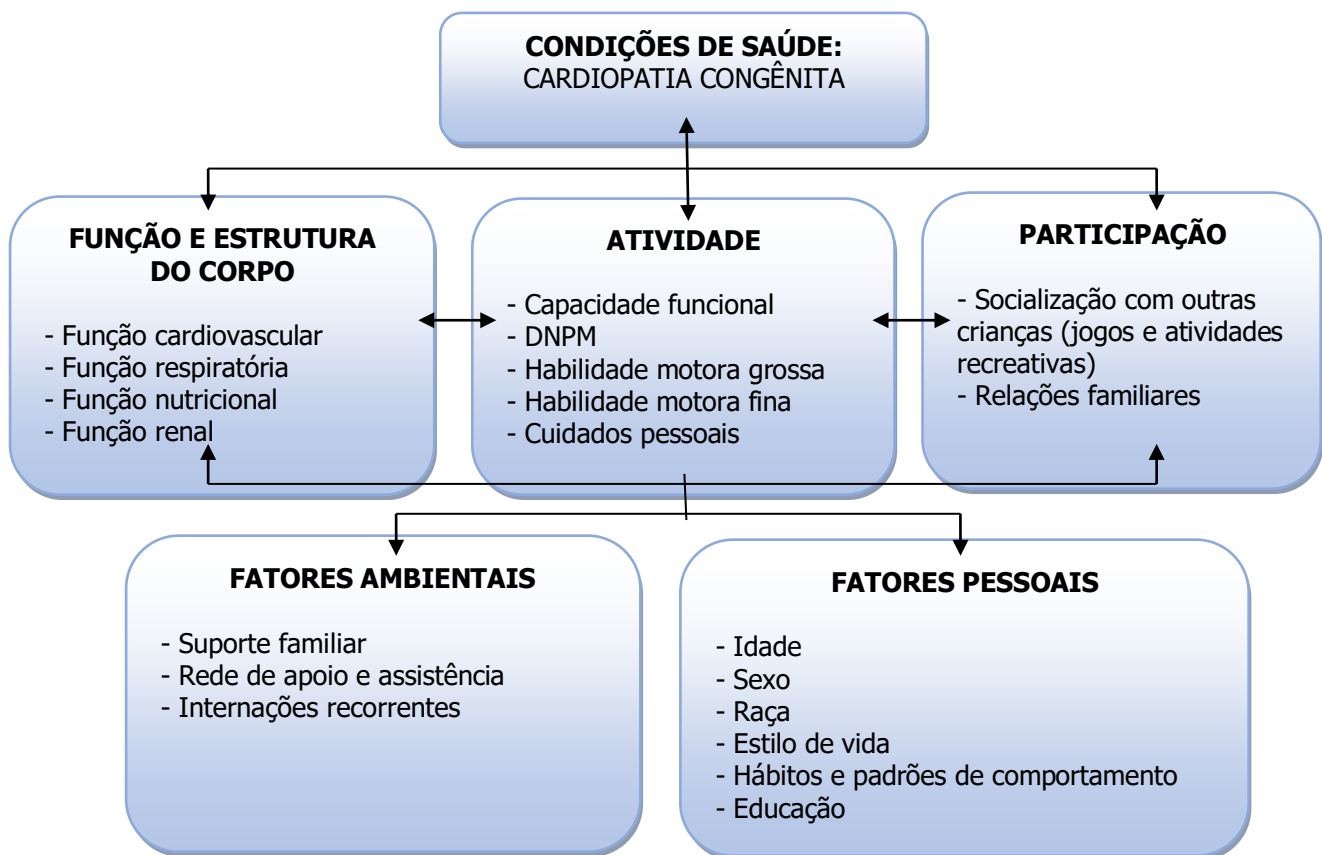 CONDIÇÕES DE SAÚDE:
CARDIOPATIA CONGÊNITA
FUNÇÃO E ESTRUTURA
DO CORPO
- Função cardiovascular
- Função respiratória
- Função nutricional
- Função renal
ATIVIDADE
- Capacidade funcional
- DNPM
- Habilidade motora grossa
- Habilidade motora fina
- Cuidados pessoais
PARTICIPAÇÃO
- Socialização com outras
crianças (jogos e atividades
recreativas)
- Relações familiares
FATORES AMBIENTAIS
- Suporte familiar
- Rede de apoio e assistência
- Internações recorrentes
FATORES PESSOAIS
- Idade
- Sexo
- Raça
- Estilo de vida
- Hábitos e padrões de comportamento
- Educação